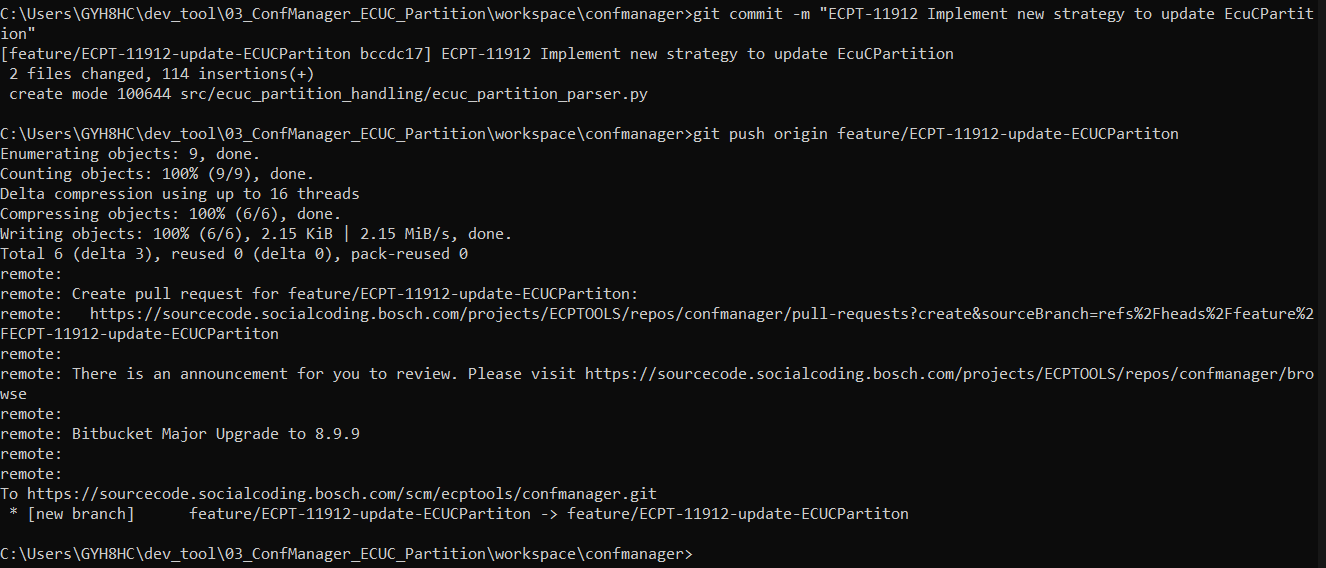 C:\Users\GYH8HC\dev_tool\03_ConfManager_ECUC_Partition\workspace\confmanager>git commit -m "ECPT-11912 Implement new strategy to update EcuCPartit
ion"
[feature/ECPT-11912-update-ECUCPartiton bccdc17] ECPT-11912 Implement new strategy to update EcuCPartition
 2 files changed, 114 insertions(+)
 create mode 100644 src/ecuc_partition_handling/ecuc_partition_parser.py
C:\Users\GYH8HC\dev_tool\03_ConfManager_ECUC_Partition\workspace\confmanager>git push origin feature/ECPT-11912-update-ECUCPartiton
Enumerating objects: 9, done.
Counting objects: 100% (9/9), done.
Delta compression using up to 16 threads
Compressing objects: 100% (6/6), done.
Writing objects: 100% (6/6), 2.15 KiB | 2.15 MiB/s, done.
Total 6 (delta 3), reused 0 (delta 0), pack-reused 0
remote:
remote: Create pull request for feature/ECPT-11912-update-ECUCPartiton:
remote:   https://sourcecode.socialcoding.bosch.com/projects/ECPTOOLS/repos/confmanager/pull-requests?create&sourceBranch=refs%2Fheads%2Ffeature%2
FECPT-11912-update-ECUCPartiton
remote:
remote: There is an announcement for you to review. Please visit https://sourcecode.socialcoding.bosch.com/projects/ECPTOOLS/repos/confmanager/bro
wse
remote:
remote: Bitbucket Major Upgrade to 8.9.9
remote:
remote:
To https://sourcecode.socialcoding.bosch.com/scm/ecptools/confmanager.git
 * [new branch]      feature/ECPT-11912-update-ECUCPartiton -> feature/ECPT-11912-update-ECUCPartiton
C:\Users\GYH8HC\dev_tool\03_ConfManager_ECUC_Partition\workspace\confmanager>